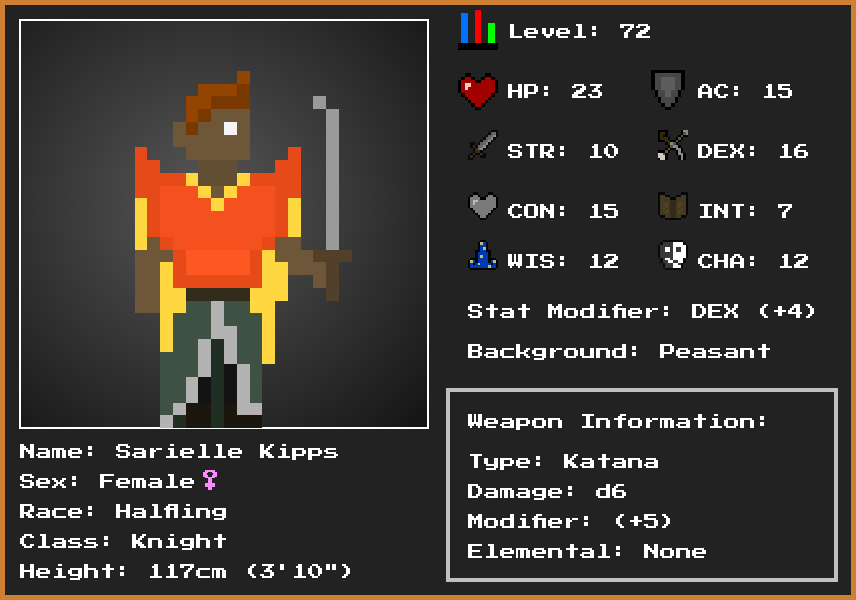 Level: 72
HP: 23 AC: 15
STR: 10 DEX: 16
CON: 15 INT: 7
WIS: 12 CHA: 12
Stat Modifier: DEX (+4)
Background: Peasant
Weapon Information:
Type: Katana
Damage: d6
Modifier: (+5)
Elemental: None
Name: Sarielle Kipps
Sex: Female♀
Race: Halfling
Class: Knight
Height: 117cm (3'10")